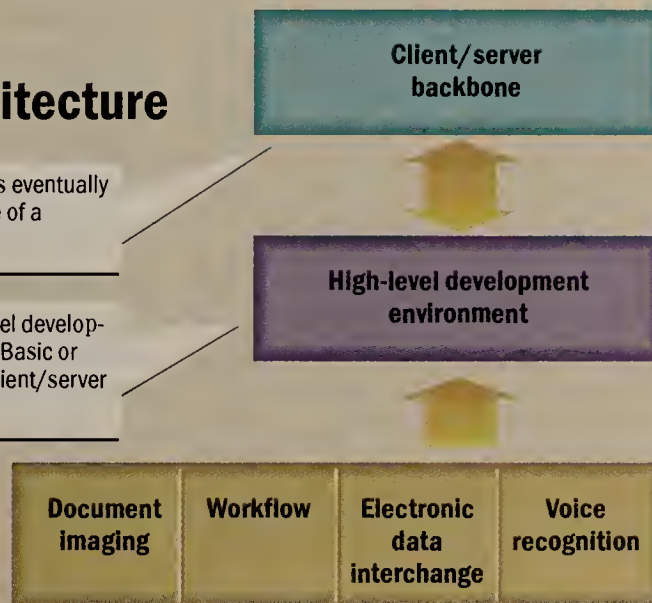 itecture
s eventually
of a
el develop-
Basic or
ient/server
Client/server
backbone
High-level development
environment
Document
imaging
Workflow
Electronic
data
interchange
Voice
recognition